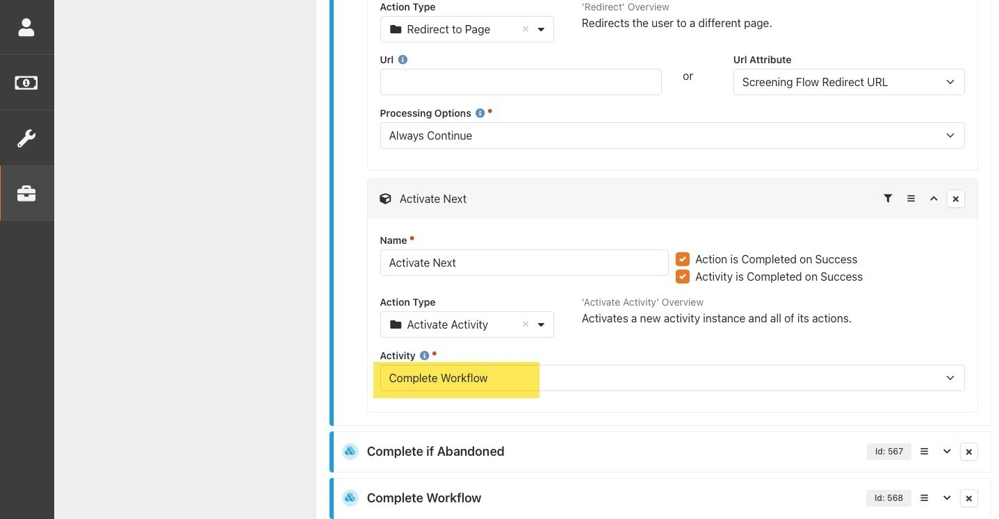 Action Type
'Redirect' Overview
Redirect to Page
Redirects the user to a different page.
Url
Url Attribute
or
Screening Flow Redirect URL
Processing Options
Always Continue
Activate Next
Name
Activate Next
Action is Completed on Success
Activity is Completed on Success
Action Type
'Activate Activity' Overview
Activate Activity
Activates a new activity instance and all of its actions.
Activity
Complete Workflow
Complete if Abandoned
Id: 567
Complete Workflow
Id: 568